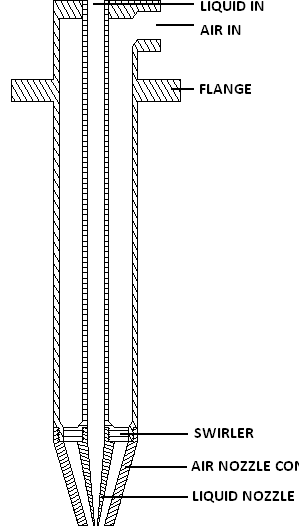 LIQUID IN
AIR IN
FLANGE
SWIRLER
AIR NOZZLE CON
LIQUID NOZZLE